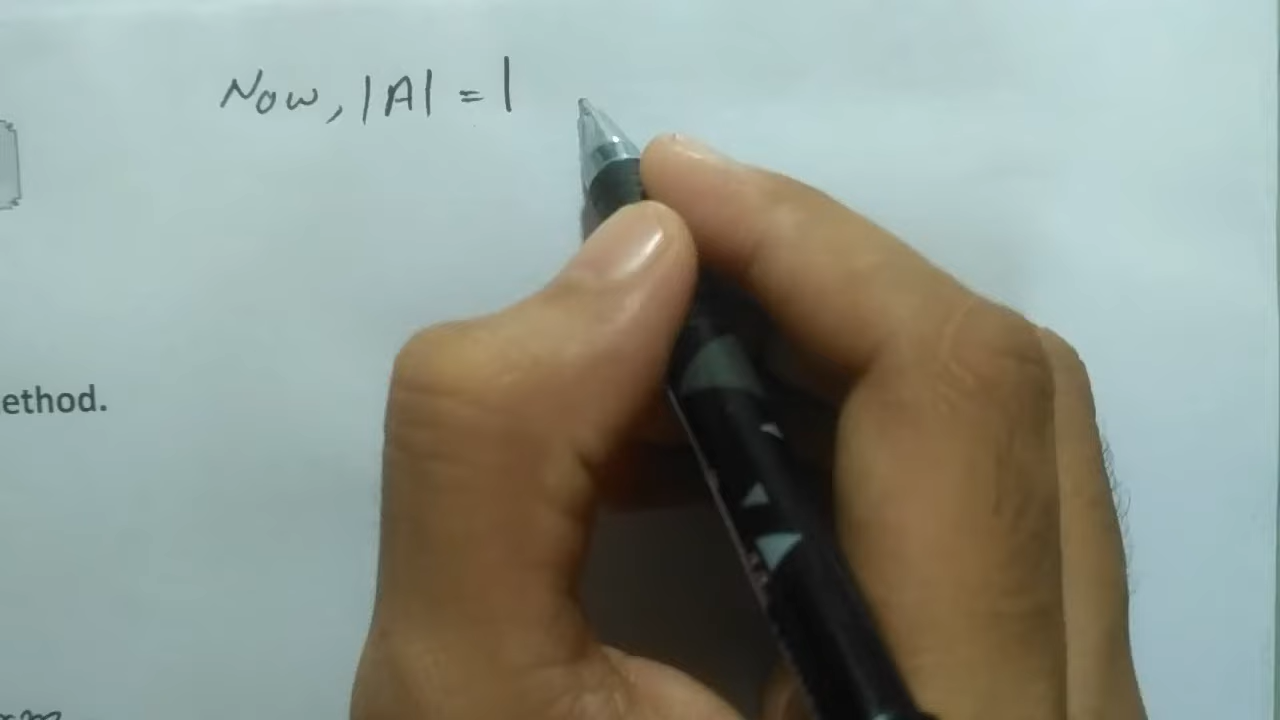 Now, |A| = |
ethod.